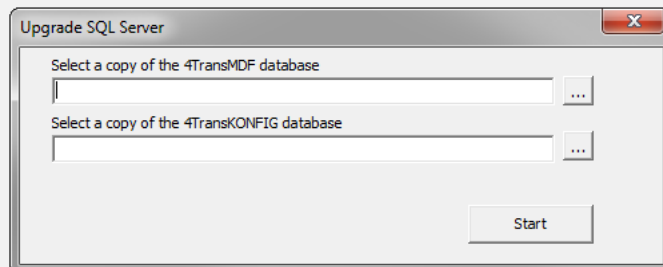 Upgrade SQL Server
Select a copy of the 4TransMDF database
...
Select a copy of the 4TransKONFIG database
...
Start